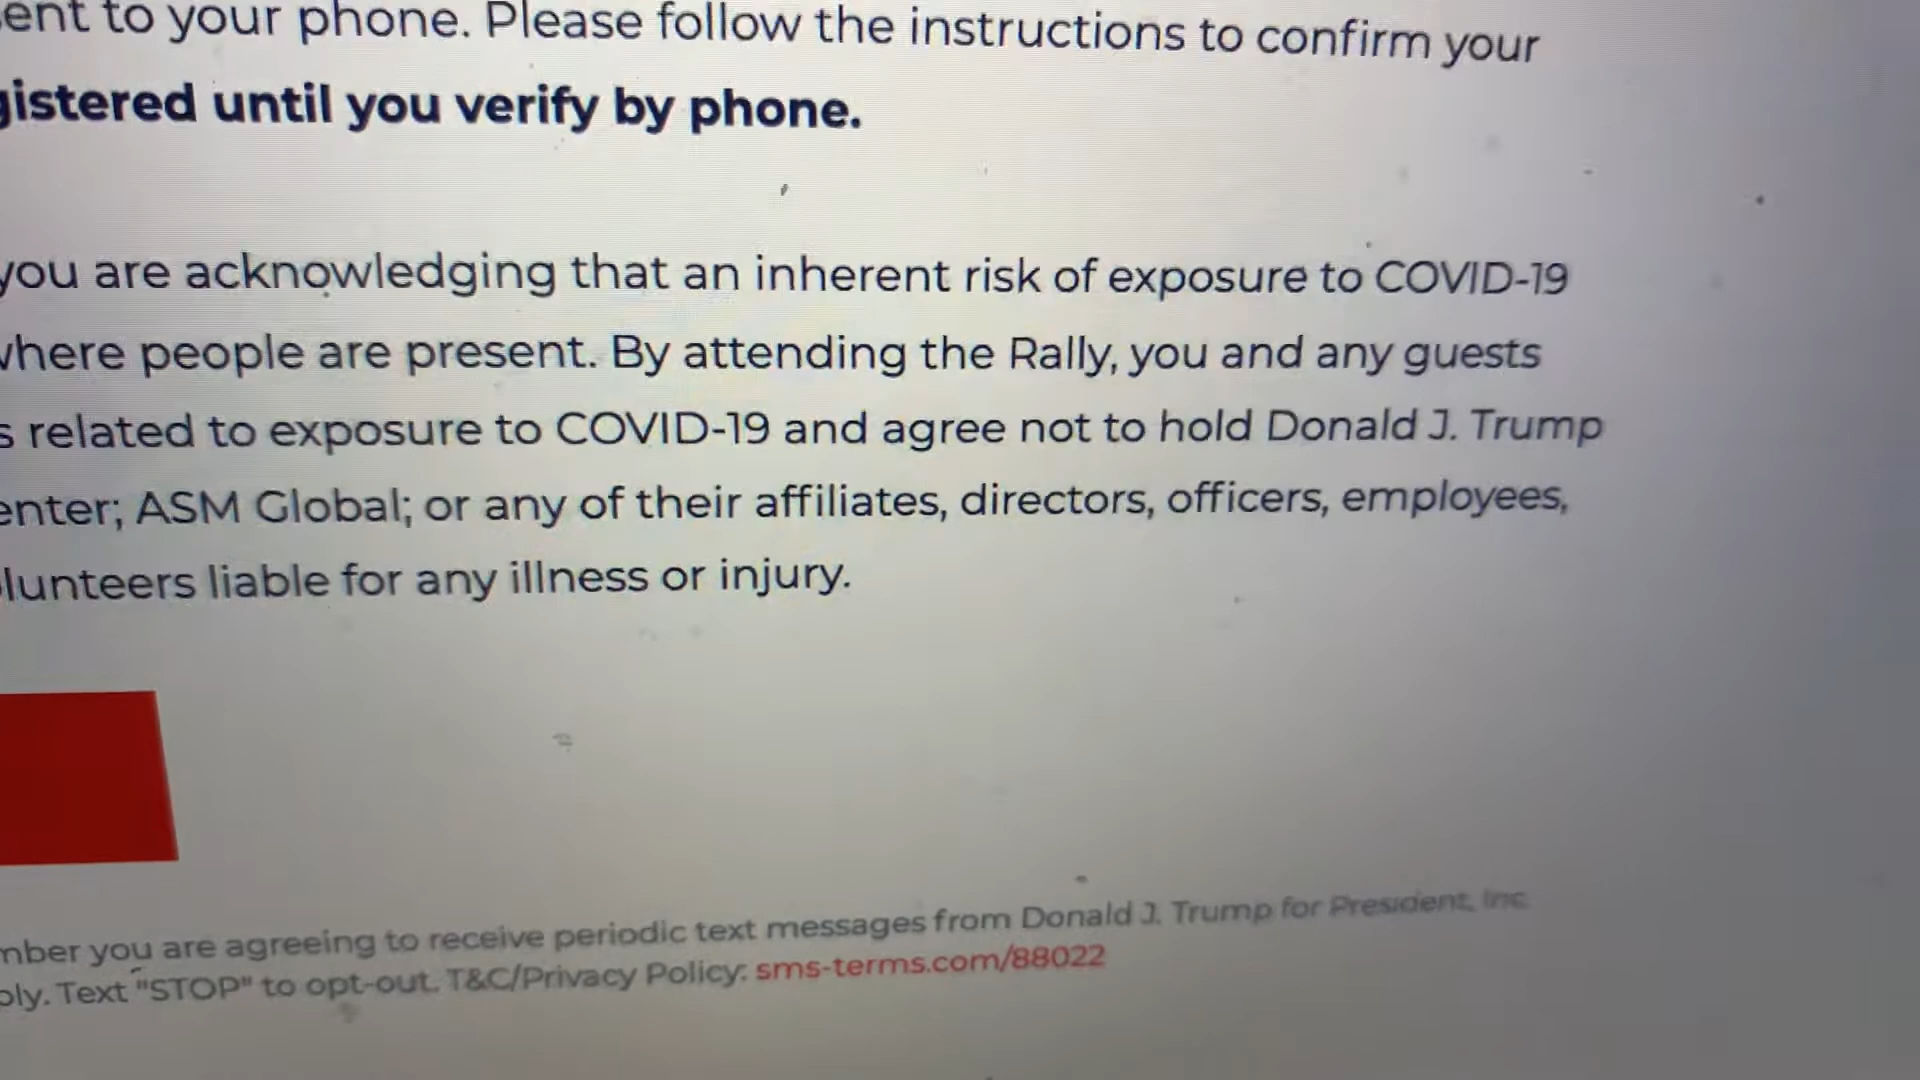 ent to your phone. Please follow the instructions to confirm your
gistered until you verify by phone.
you are acknowledging that an inherent risk of exposure to COVID-19
where people are present. By attending the Rally, you and any guests
s related to exposure to COVID-19 and agree not to hold Donald J. Trump
enter; ASM Global; or any of their affiliates, directors, officers, employees,
lunteers liable for any illness or injury.
mber you are agreeing to receive periodic text messages from Donald J. Trump for President, Inc.
ply. Text "STOP" to opt-out. T&C/Privacy Policy: sms-terms.com/88022